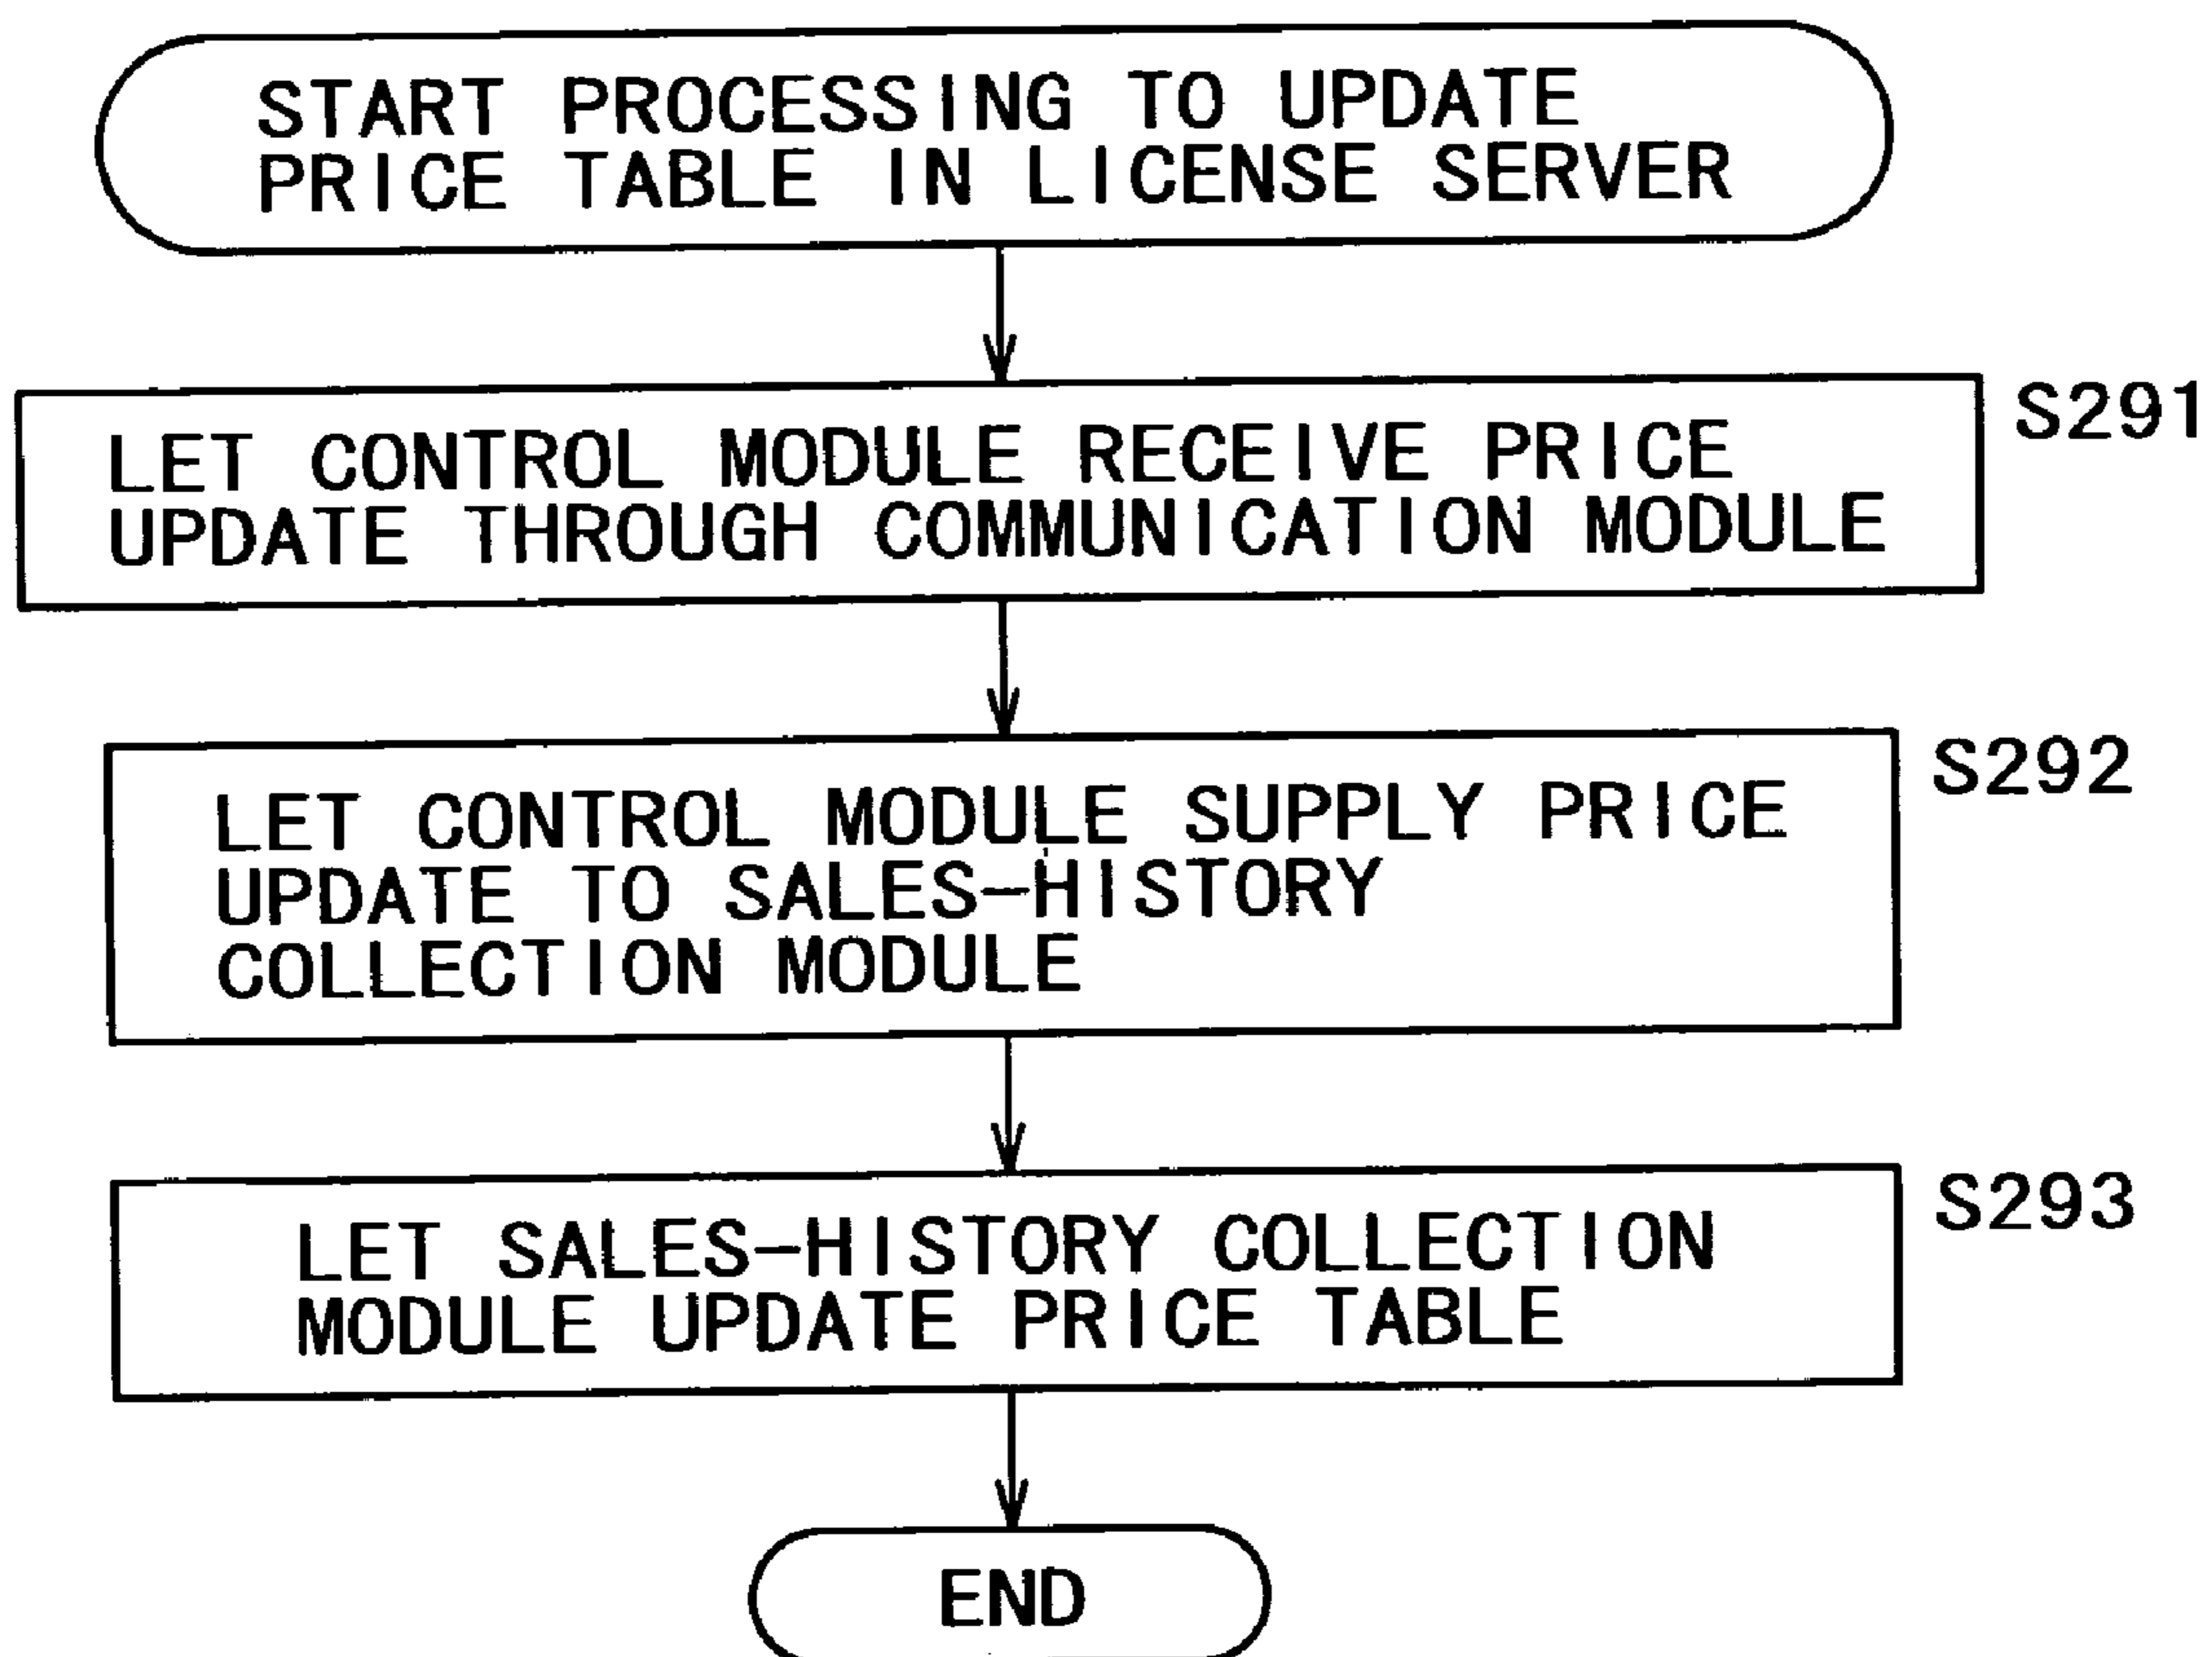 START PROCESSING TO UPDATE
PRICE TABLE IN LICENSE SERVER
S291
LET CONTROL MODULE RECEIVE PRICE
UPDATE THROUGH COMMUNICATION MODULE
S292
LET CONTROL MODULE SUPPLY PRICE
UPDATE TO SALES-HISTORY
COLLECTION MODULE
S293
LET SALES-HISTORY COLLECTION
MODULE UPDATE PRICE TABLE
END